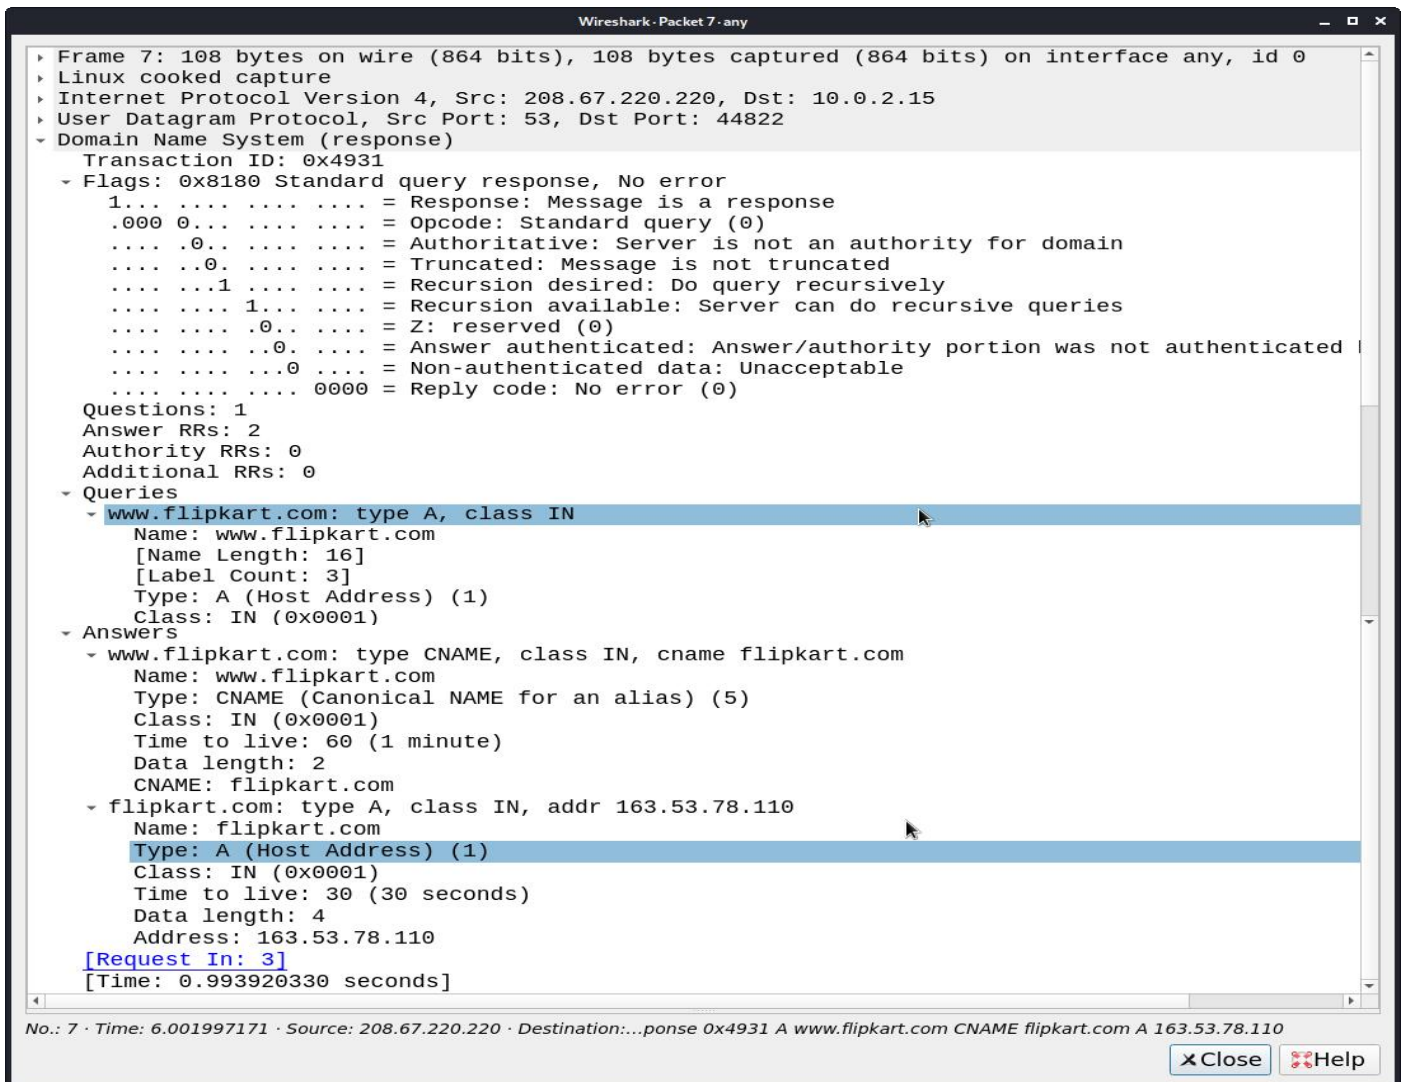 Wireshark · Packet 7 · any
Frame 7: 108 bytes on wire (864 bits), 108 bytes captured (864 bits) on interface any, id 0
Linux cooked capture
Internet Protocol Version 4, Src: 208.67.220.220, Dst: 10.0.2.15
User Datagram Protocol, Src Port: 53, Dst Port: 44822
Domain Name System (response)
Transaction ID: 0x4931
Flags: 0x8180 Standard query response, No error
1... .... .... .... = Response: Message is a response
.000 0... .... .... = Opcode: Standard query (0)
.... .0.. .... .... = Authoritative: Server is not an authority for domain
.... ..0. .... .... = Truncated: Message is not truncated
.... ...1 .... .... = Recursion desired: Do query recursively
.... .... 1... .... = Recursion available: Server can do recursive queries
.... .... .0.. .... = Z: reserved (0)
.... .... ..0. .... = Answer authenticated: Answer/authority portion was not authenticated
.... .... ...0 .... = Non-authenticated data: Unacceptable
.... .... .... 0000 = Reply code: No error (0)
Questions: 1
Answer RRs: 2
Authority RRs: 0
Additional RRs: 0
Queries
www.flipkart.com: type A, class IN
Name: www.flipkart.com
[Name Length: 16]
[Label Count: 3]
Type: A (Host Address) (1)
Class: IN (0x0001)
Answers
www.flipkart.com: type CNAME, class IN, cname flipkart.com
Name: www.flipkart.com
Type: CNAME (Canonical NAME for an alias) (5)
Class: IN (0x0001)
Time to live: 60 (1 minute)
Data length: 2
CNAME: flipkart.com
flipkart.com: type A, class IN, addr 163.53.78.110
Name: flipkart.com
Type: A (Host Address) (1)
Class: IN (0x0001)
Time to live: 30 (30 seconds)
Data length: 4
Address: 163.53.78.110
[Request In: 3]
[Time: 0.993920330 seconds]
No.: 7 · Time: 6.001997171 · Source: 208.67.220.220 · Destination:...ponse 0x4931 A www.flipkart.com CNAME flipkart.com A 163.53.78.110
Close Help